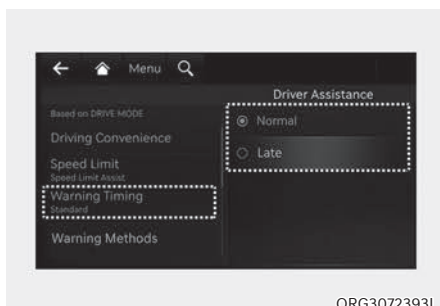 Menu
Driver Assistance
Based on DRIVE MODE
Driving Convenience
Speed Limit
Speed Limit Assist
Warning Timing
Standard
Warning Methods
Normal
Late
ORG3072393L